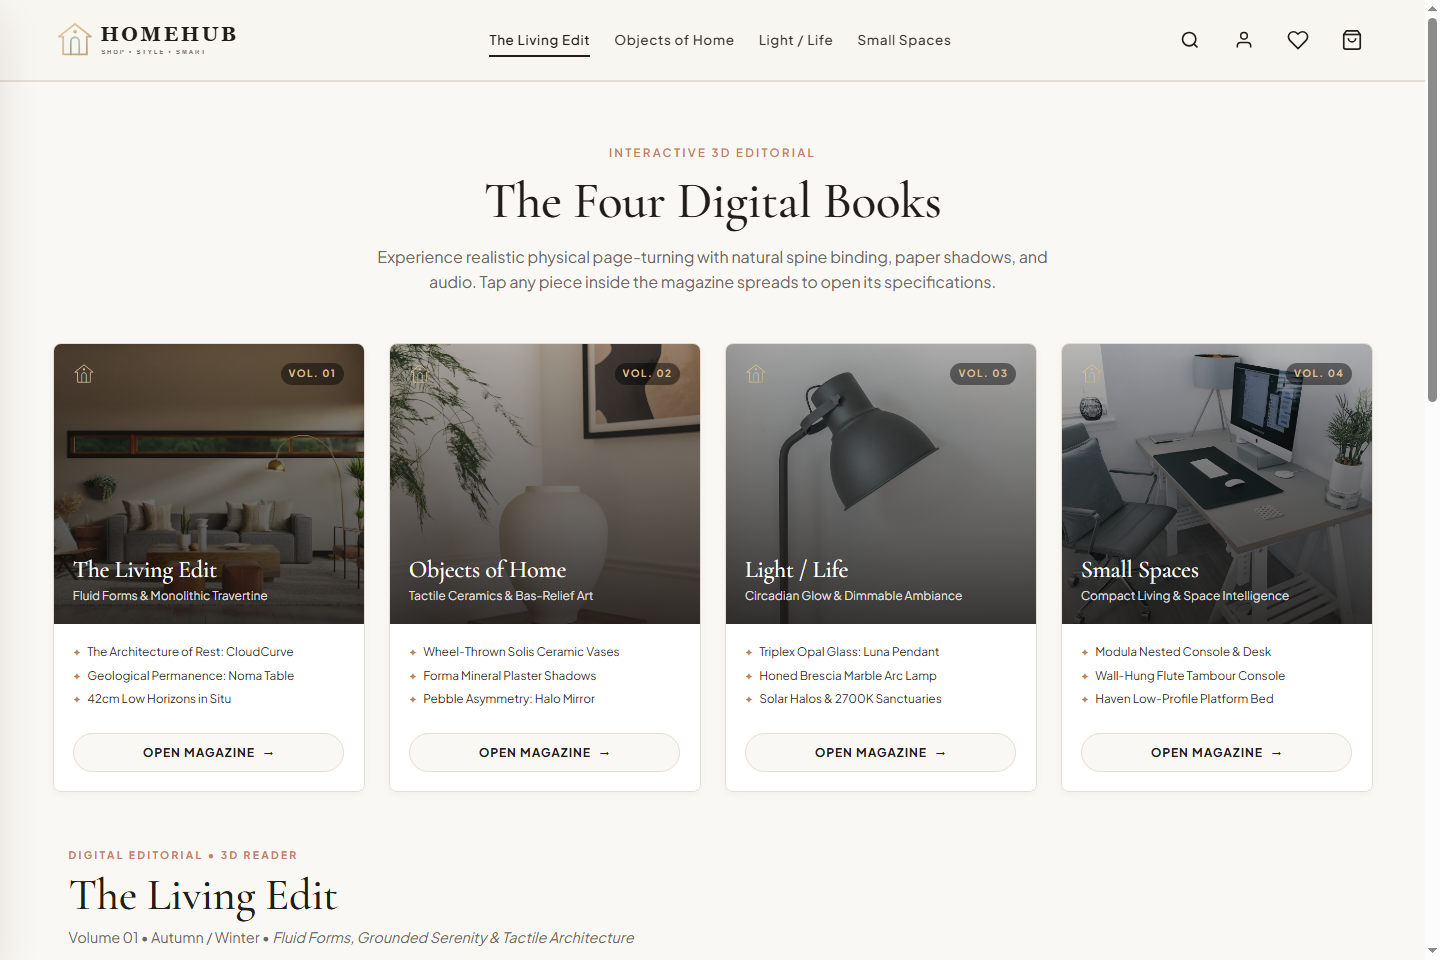 HOMEHUB
SHOP • STYLE • SMART
The Living Edit
Objects of Home
Light / Life
Small Spaces
INTERACTIVE 3D EDITORIAL
The Four Digital Books
Experience realistic physical page-turning with natural spine binding, paper shadows, and
audio. Tap any piece inside the magazine spreads to open its specifications.
VOL. 01
The Living Edit
Fluid Forms & Monolithic Travertine
✦ The Architecture of Rest: CloudCurve
✦ Geological Permanence: Noma Table
✦ 42cm Low Horizons in Situ
OPEN MAGAZINE →
VOL. 02
Objects of Home
Tactile Ceramics & Bas-Relief Art
✦ Wheel-Thrown Solis Ceramic Vases
✦ Forma Mineral Plaster Shadows
✦ Pebble Asymmetry: Halo Mirror
OPEN MAGAZINE →
VOL. 03
Light / Life
Circadian Glow & Dimmable Ambiance
✦ Triplex Opal Glass: Luna Pendant
✦ Honed Brescia Marble Arc Lamp
✦ Solar Halos & 2700K Sanctuaries
OPEN MAGAZINE →
VOL. 04
Small Spaces
Compact Living & Space Intelligence
✦ Modula Nested Console & Desk
✦ Wall-Hung Flute Tambour Console
✦ Haven Low-Profile Platform Bed
OPEN MAGAZINE →
DIGITAL EDITORIAL • 3D READER
The Living Edit
Volume 01 • Autumn / Winter • Fluid Forms, Grounded Serenity & Tactile Architecture